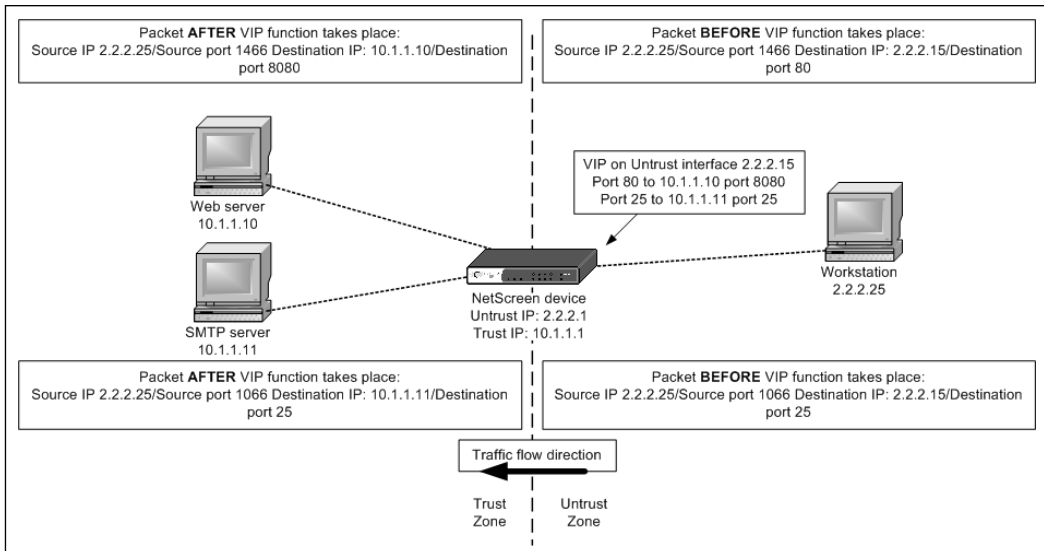 Packet AFTER VIP function takes place:
Source IP 2.2.2.25/Source port 1466 Destination IP: 10.1.1.10/Destination
port 8080
Packet BEFORE VIP function takes place:
Source IP 2.2.2.25/Source port 1466 Destination IP: 2.2.2.15/Destination
port 80
Web server
10.1.1.10
VIP on Untrust interface 2.2.2.15
Port 80 to 10.1.1.10 port 8080
Port 25 to 10.1.1.11 port 25
Workstation
2.2.2.25
SMTP server
10.1.1.11
NetScreen device
Untrust IP: 2.2.2.1
Trust IP: 10.1.1.1
Packet AFTER VIP function takes place:
Source IP 2.2.2.25/Source port 1066 Destination IP: 10.1.1.11/Destination
port 25
Packet BEFORE VIP function takes place:
Source IP 2.2.2.25/Source port 1066 Destination IP: 2.2.2.15/Destination
port 25
Traffic flow direction
Trust
Zone
Untrust
Zone